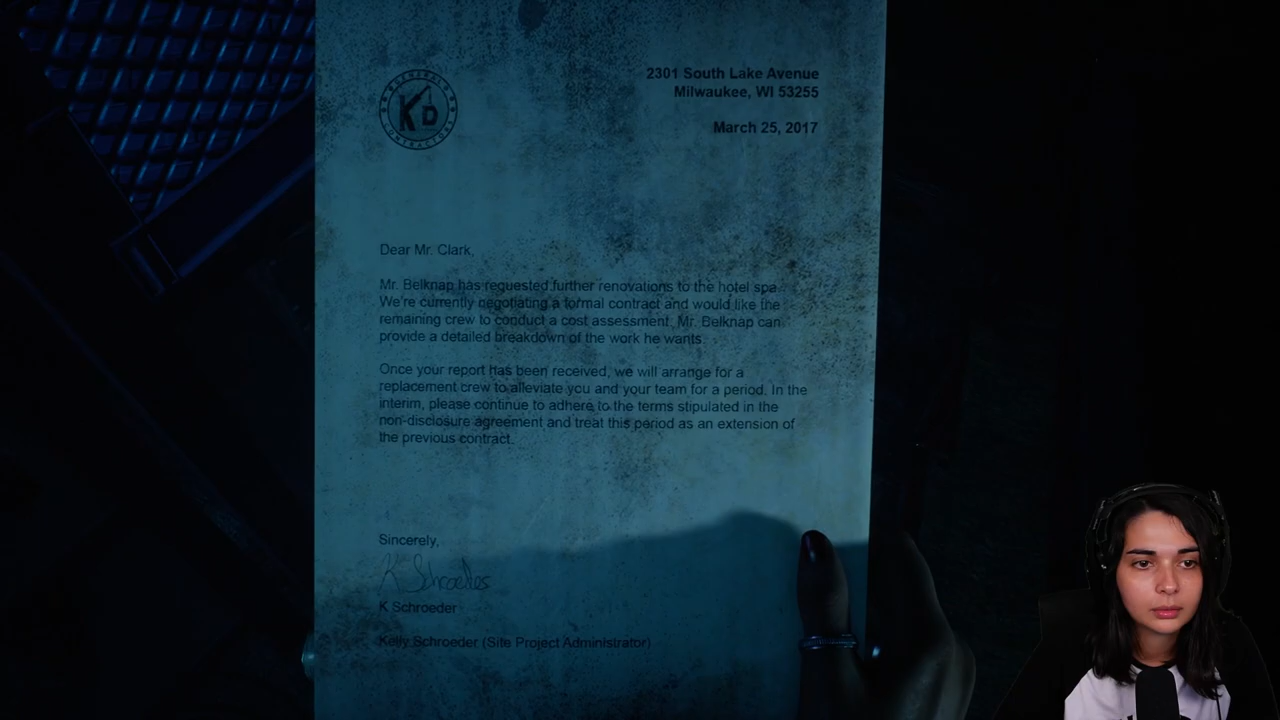 GENERAL
KD
CONTRACTORS
2301 South Lake Avenue
Milwaukee, WI 53255
March 25, 2017
Dear Mr. Clark,
Mr. Belknap has requested further renovations to the hotel spa.
We're currently negotiating a formal contract and would like the
remaining crew to conduct a cost assessment. Mr. Belknap can
provide a detailed breakdown of the work he wants.
Once your report has been received, we will arrange for a
replacement crew to alleviate you and your team for a period. In the
interim, please continue to adhere to the terms stipulated in the
non-disclosure agreement and treat this period as an extension of
the previous contract.
Sincerely,
K Schroeder
K Schroeder
Kelly Schroeder (Site Project Administrator)